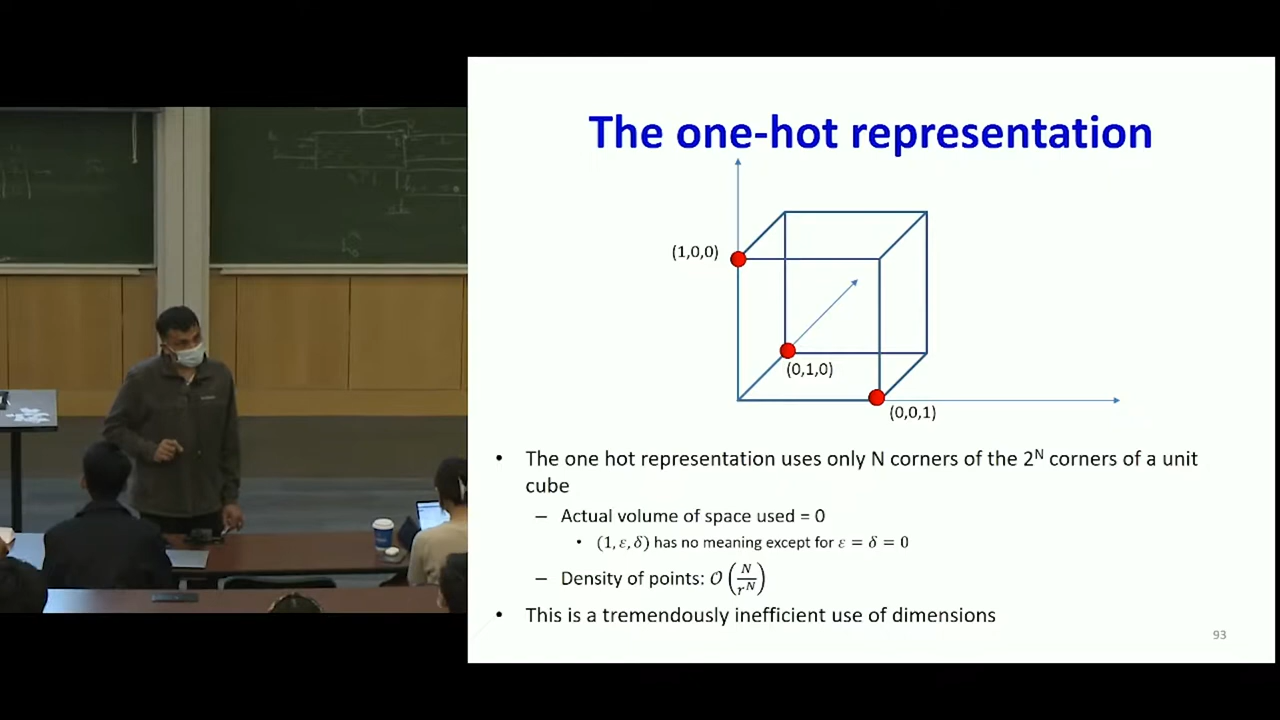 The one-hot representation
(1,0,0)
(0,1,0)
(0,0,1)
• The one hot representation uses only N corners of the 2ᴺ corners of a unit
cube
– Actual volume of space used = 0
• (1, ε, δ) has no meaning except for ε = δ = 0
– Density of points: 𝒪(N/rᴺ)
• This is a tremendously inefficient use of dimensions
93